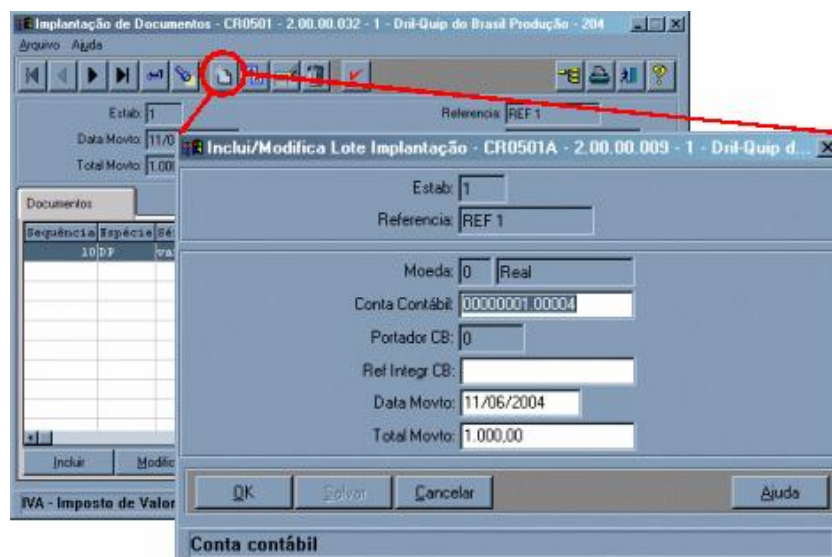 Implantação de Documentos - CR0501 - 2.00.00.032 - 1 - Dril-Quip do Brasil Produção - 204
Arquivo Ajuda
Estab: 1
Referencia: REF 1
Data Movto: 11/0
Total Movto: 1.00
Documentos
Sequência Espécie Sé
10 DP
Incluir
IVA - Imposto de Valor
Inclui/Modifica Lote Implantação - CR0501A - 2.00.00.009 - 1 - Dril-Quip d...
Estab: 1
Referencia: REF 1
Moeda: 0 Real
Conta Contábil: 00000001.00004
Portador CB: 0
Ref Integr CB:
Data Movto: 11/06/2004
Total Movto: 1.000,00
OK Salvar Cancelar Ajuda
Conta contábil